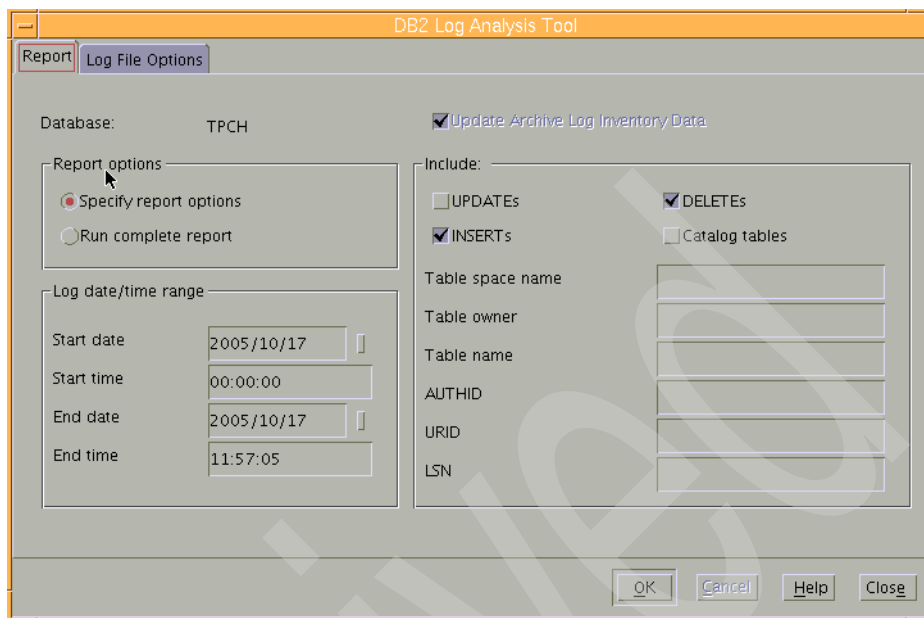 DB2 Log Analysis Tool
Report Log File Options
Database: TPCH
Update Archive Log Inventory Data
Report options
Specify report options
Run complete report
Log date/time range
Start date 2005/10/17
Start time 00:00:00
End date 2005/10/17
End time 11:57:05
Include:
UPDATEs DELETEs
INSERTs Catalog tables
Table space name
Table owner
Table name
AUTHID
URID
LSN
OK Cancel Help Close